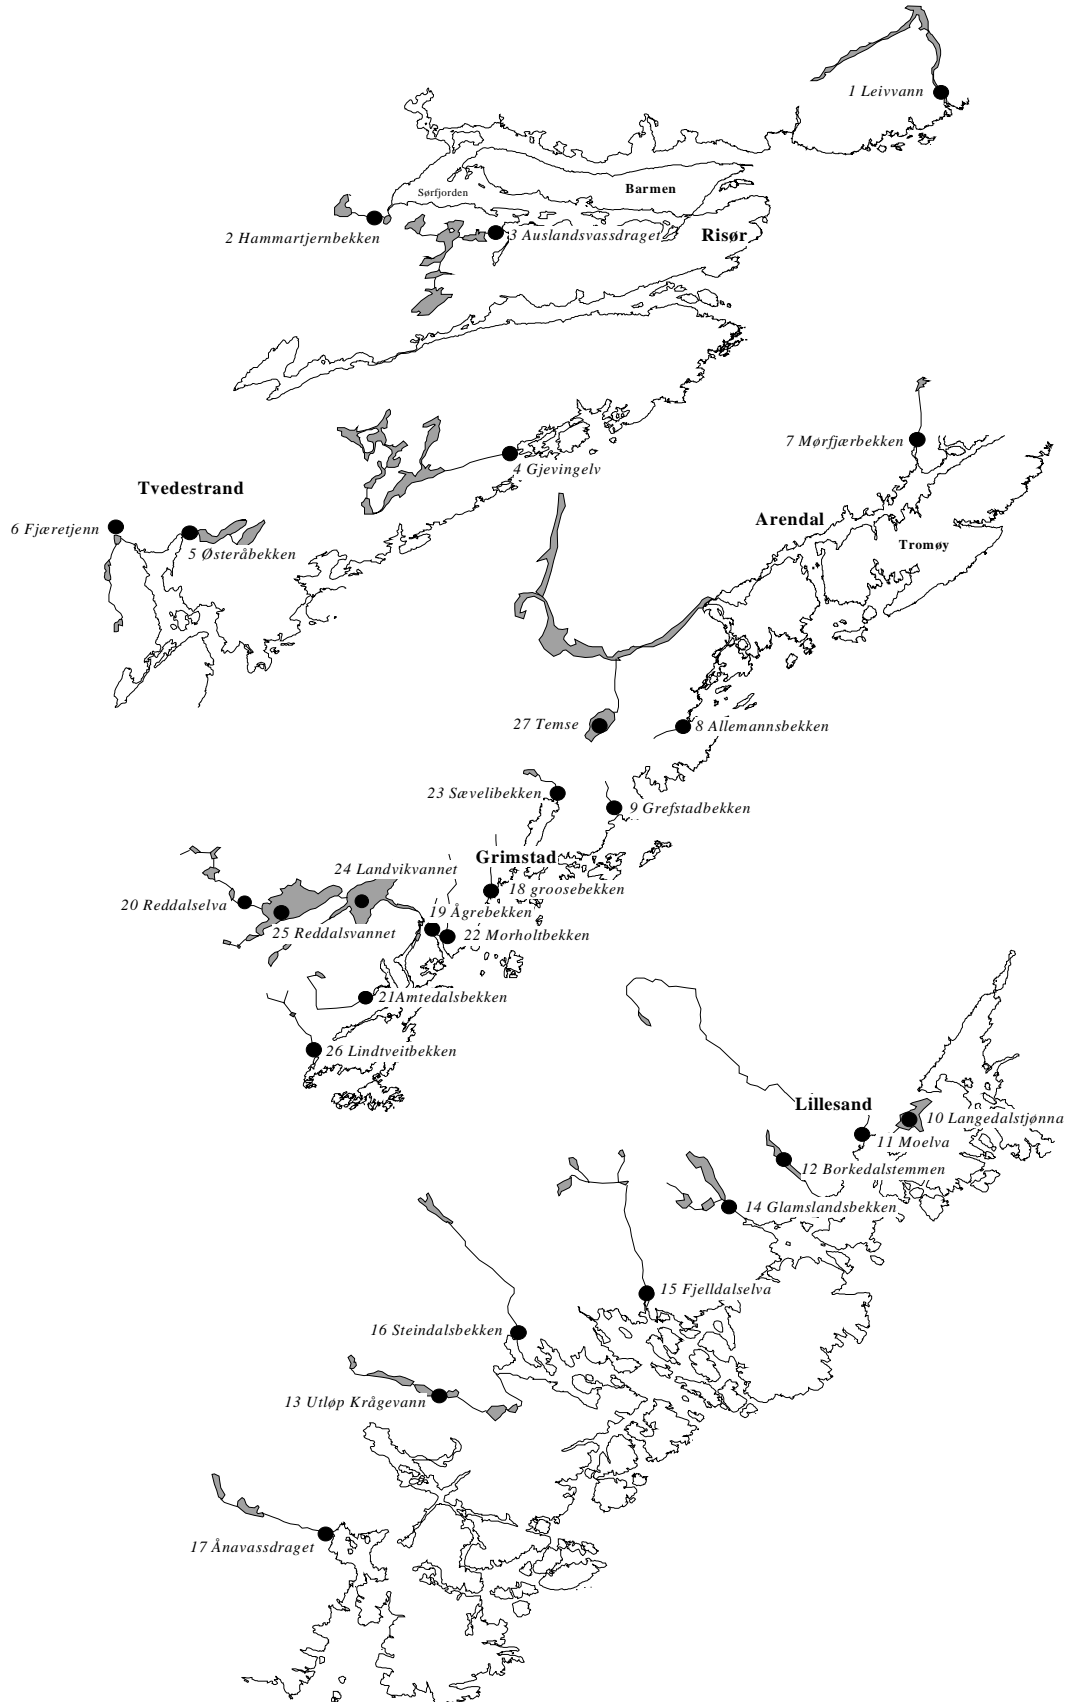 1 Leivvann
Barmen
Sørfjorden
2 Hammartjernbekken
3 Auslandsvassdraget
Risør
7 Mørfjærbekken
4 Gjevingelv
Tvedestrand
Arendal
6 Fjæretjenn
5 Østeråbekken
Tromøy
27 Temse
8 Allemannsbekken
23 Sævelibekken
9 Grefstadbekken
Grimstad
24 Landvikvannet
18 groosebekken
20 Reddalselva
19 Ågrebekken
25 Reddalsvannet
22 Morholtbekken
21Amtedalsbekken
26 Lindtveitbekken
Lillesand
10 Langedalstjønna
11 Moelva
12 Borkedalstemmen
14 Glamslandsbekken
15 Fjelldalselva
16 Steindalsbekken
13 Utløp Krågevann
17 Ånavassdraget